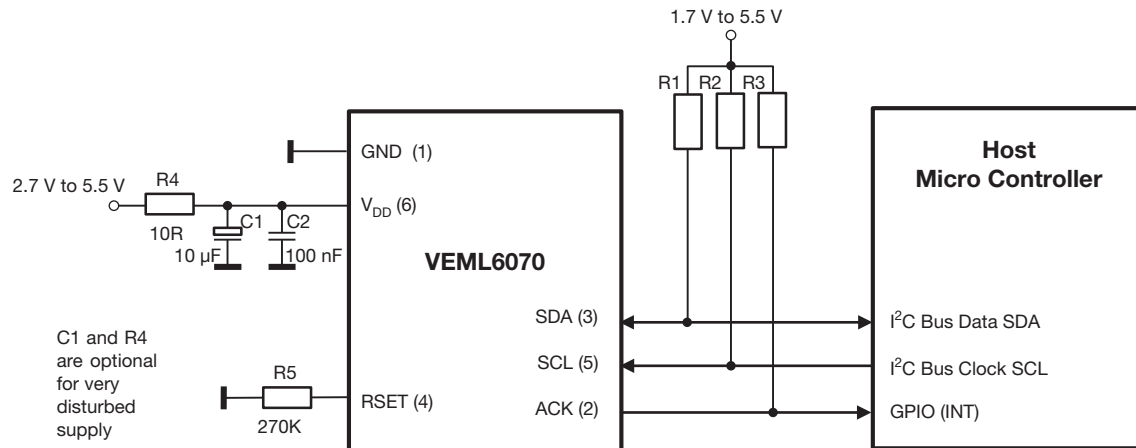 1.7 V to 5.5 V
R1 R2 R3
GND (1)
2.7 V to 5.5 V
R4
10R
C1
10 µF
C2
100 nF
V_DD (6)
VEML6070
Host
Micro Controller
SDA (3)
SCL (5)
ACK (2)
I²C Bus Data SDA
I²C Bus Clock SCL
GPIO (INT)
C1 and R4
are optional
for very
disturbed
supply
R5
270K
RSET (4)